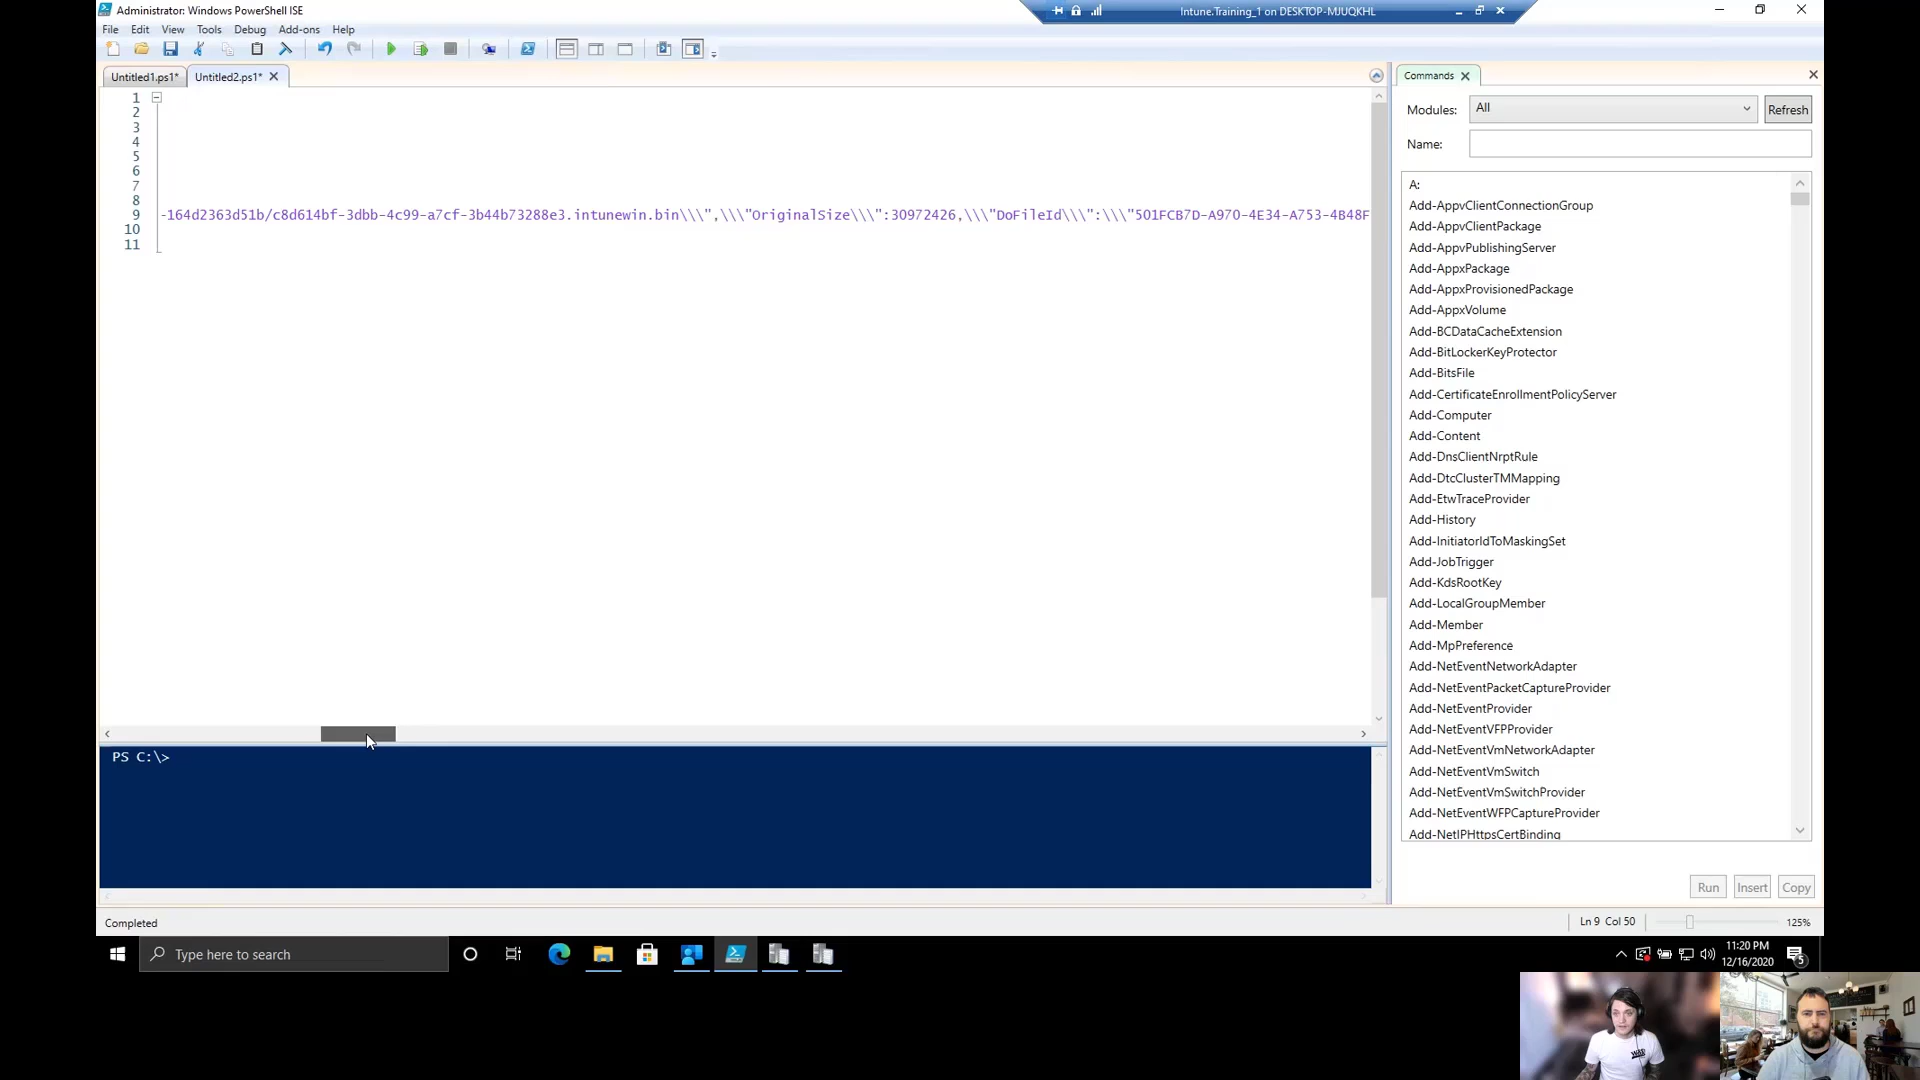 Administrator: Windows PowerShell ISE
Intune.Training_1 on DESKTOP-MJUQKHL
File Edit View Tools Debug Add-ons Help
Untitled1.ps1* Untitled2.ps1*
1
2
3
4
5
6
7
8
9 -164d2363d51b/c8d614bf-3dbb-4c99-a7cf-3b44b73288e3.intunewin.bin\\\",\\\"OriginalSize\\\":30972426,\\\"DoFileId\\\":\\\"501FCB7D-A970-4E34-A753-4B48F
10
11
PS C:\>
Completed
Ln 9 Col 50
125%
Commands
Modules: All Refresh
Name:
A:
Add-AppvClientConnectionGroup
Add-AppvClientPackage
Add-AppvPublishingServer
Add-AppxPackage
Add-AppxProvisionedPackage
Add-AppxVolume
Add-BCDataCacheExtension
Add-BitLockerKeyProtector
Add-BitsFile
Add-CertificateEnrollmentPolicyServer
Add-Computer
Add-Content
Add-DnsClientNrptRule
Add-DtcClusterTMMapping
Add-EtwTraceProvider
Add-History
Add-InitiatorIdToMaskingSet
Add-JobTrigger
Add-KdsRootKey
Add-LocalGroupMember
Add-Member
Add-MpPreference
Add-NetEventNetworkAdapter
Add-NetEventPacketCaptureProvider
Add-NetEventProvider
Add-NetEventVFPProvider
Add-NetEventVmNetworkAdapter
Add-NetEventVmSwitch
Add-NetEventVmSwitchProvider
Add-NetEventWFPCaptureProvider
Add-NetIPHttpsCertBinding
Run Insert Copy
Type here to search
11:20 PM
12/16/2020
5